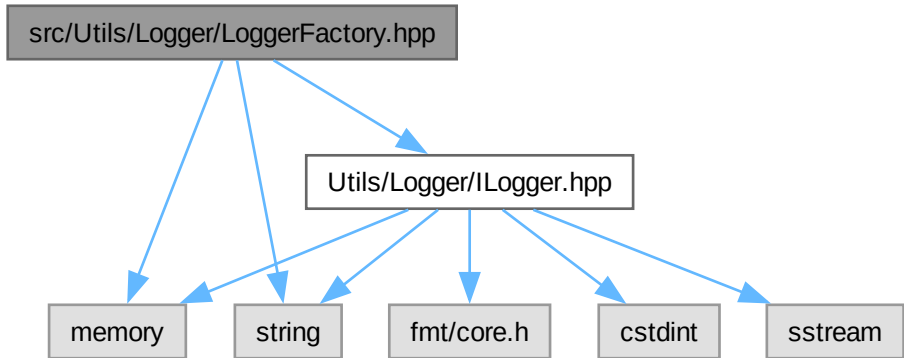 src/Utils/Logger/LoggerFactory.hpp
Utils/Logger/ILogger.hpp
memory
string
fmt/core.h
cstdint
sstream